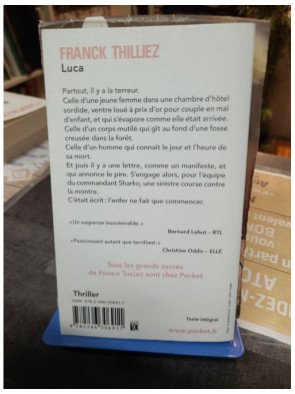 FRANCK THILLIEZ
Luca
Partout, il y a la terreur.
Celle d'une jeune femme dans une chambre d'hôtel
sordide, ventre loué à prix d'or pour couple en mal
d'enfant, et qui s'évapore comme elle était arrivée.
Celle d'un corps mutilé qui gît au fond d'une fosse
creusée dans la forêt.
Celle d'un homme qui connaît le jour et l'heure de
sa mort.
Et puis il y a une lettre, comme un manifeste, et
qui annonce le pire. S'engage alors, pour l'équipe
du commandant Sharko, une sinistre course contre
la montre.
C'était écrit : l'enfer ne fait que commencer.
« Un suspense insoutenable. »
Bernard Lehut – RTL
« Passionnant autant que terrifiant. »
Christine Oddo – ELLE
Tous les grands succès
de FRANCK THILLIEZ sont chez Pocket
Thriller
Texte intégral
www.pocket.fr